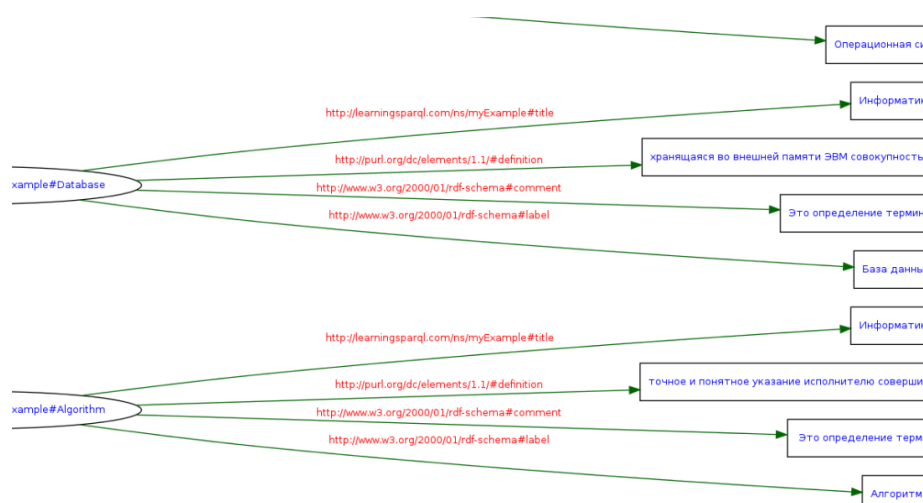 Операционная си
http://learningsparql.com/ns/myExample#title
Информатик
http://purl.org/dc/elements/1.1/#definition
хранящаяся во внешней памяти ЭВМ совокупность
xample#Database
http://www.w3.org/2000/01/rdf-schema#comment
Это определение термин
http://www.w3.org/2000/01/rdf-schema#label
База данны
http://learningsparql.com/ns/myExample#title
Информатик
http://purl.org/dc/elements/1.1/#definition
точное и понятное указание исполнителю соверши
xample#Algorithm
http://www.w3.org/2000/01/rdf-schema#comment
Это определение терм
http://www.w3.org/2000/01/rdf-schema#label
Алгоритм